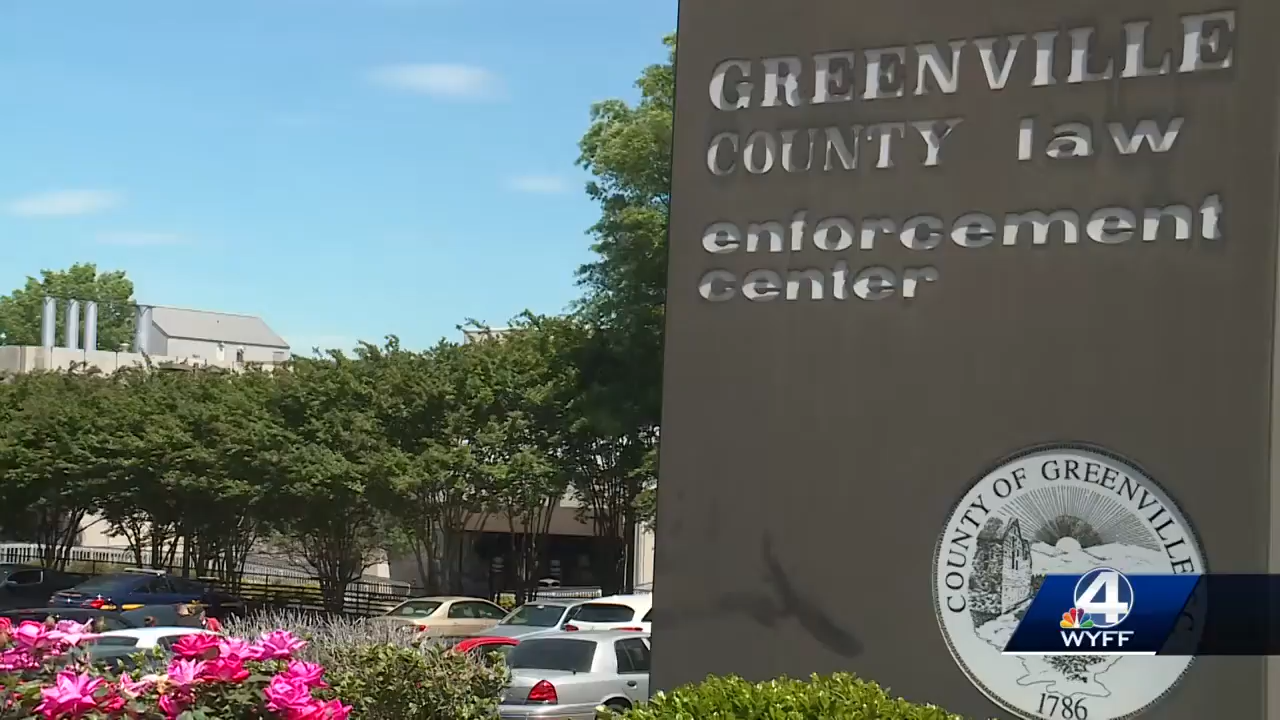 GREENVILLE
COUNTY law
enforcement
center
COUNTY OF GREENVILLE
1786
4
WYFF